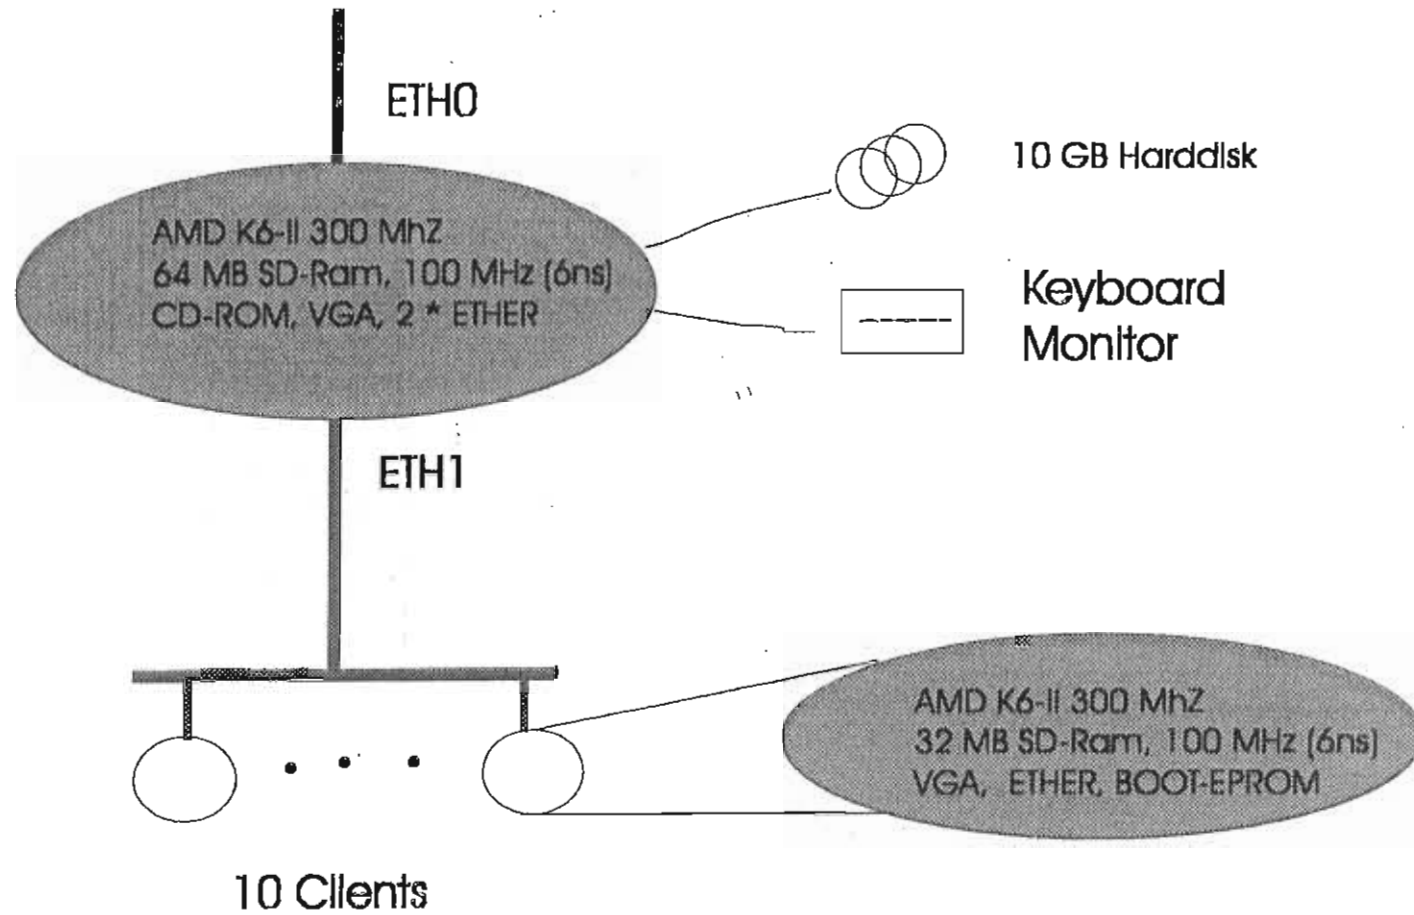 ETH0
10 GB Harddisk
AMD K6-II 300 MhZ
64 MB SD-Ram, 100 MHz (6ns)
CD-ROM, VGA, 2 * ETHER
Keyboard
Monitor
ETH1
AMD K6-II 300 MhZ
32 MB SD-Ram, 100 MHz (6ns)
VGA, ETHER, BOOT-EPROM
10 Clients